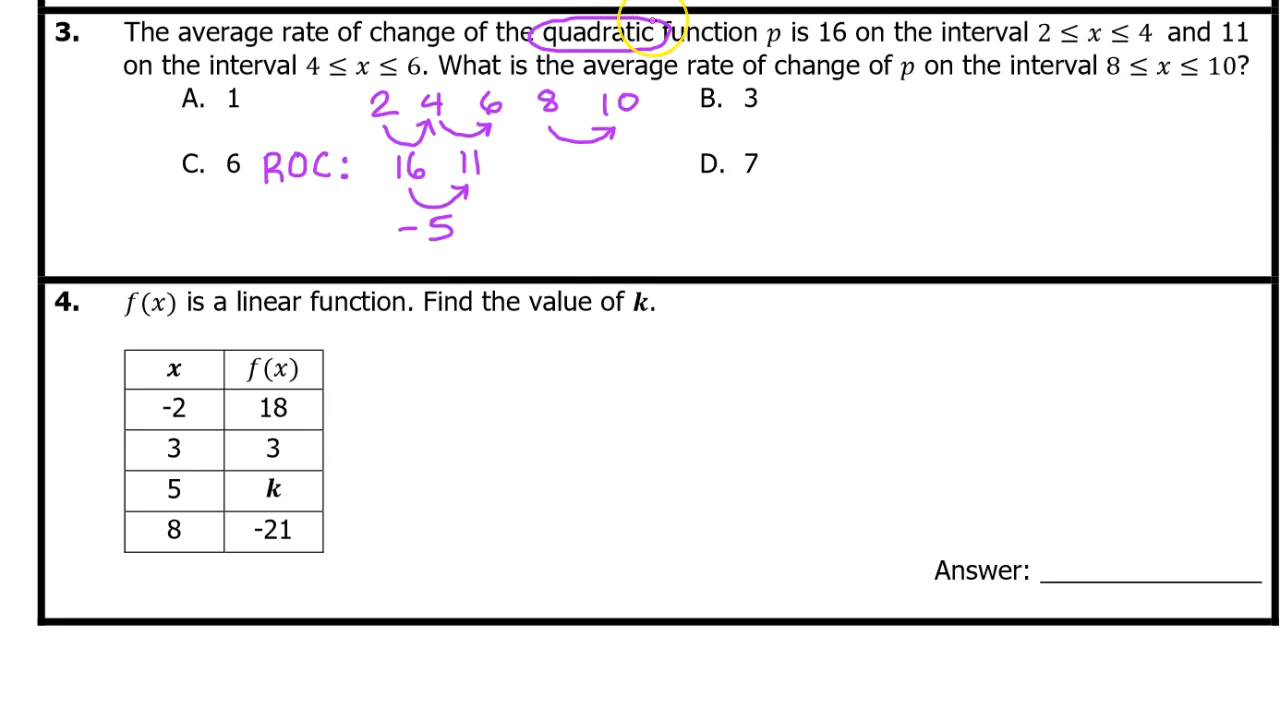 3. The average rate of change of the quadratic function p is 16 on the interval 2 ≤ x ≤ 4 and 11
on the interval 4 ≤ x ≤ 6. What is the average rate of change of p on the interval 8 ≤ x ≤ 10?
A. 1 B. 3
2 4 6 8 10
C. 6 D. 7
ROC: 16 11
-5
4. f(x) is a linear function. Find the value of k.
x f(x)
-2 18
3 3
5 k
8 -21
Answer: ________________